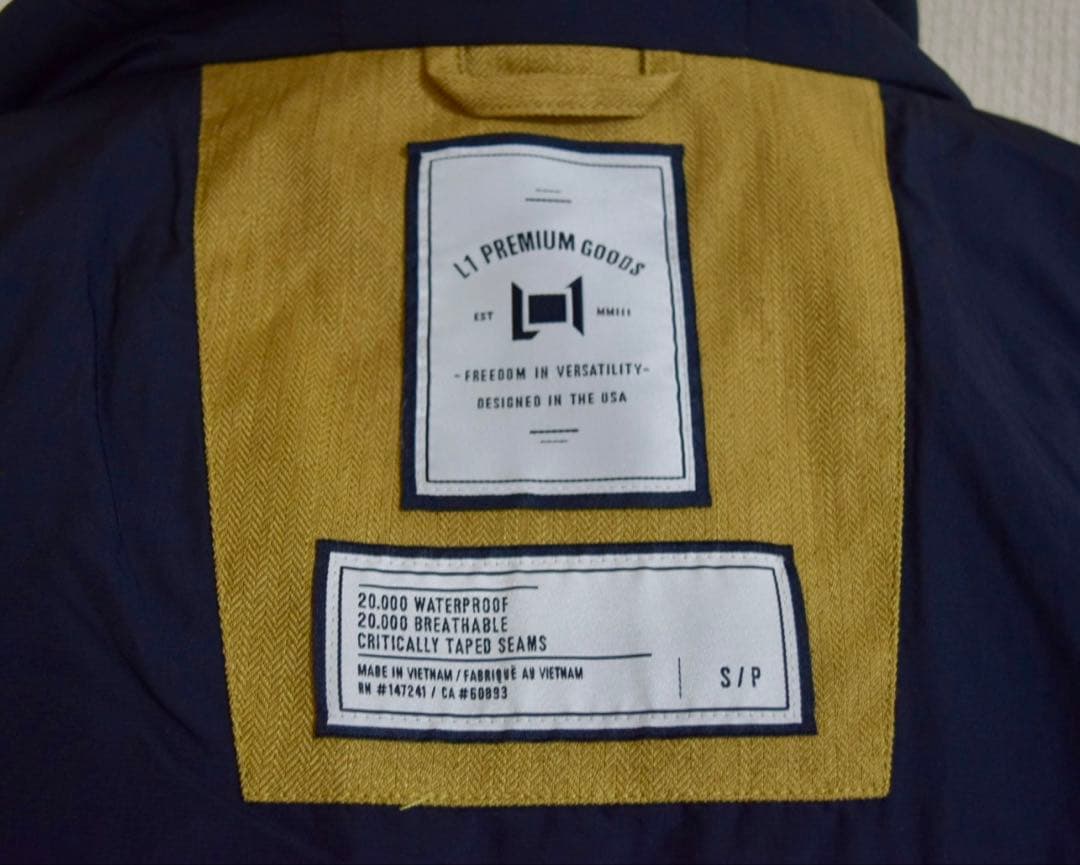 L1 PREMIUM GOODS
EST MMIII
-FREEDOM IN VERSATILITY-
DESIGNED IN THE USA
20.000 WATERPROOF
20.000 BREATHABLE
CRITICALLY TAPED SEAMS
MADE IN VIETNAM / FABRIQUÉ AU VIETNAM
RN #147241 / CA #60893
S/P